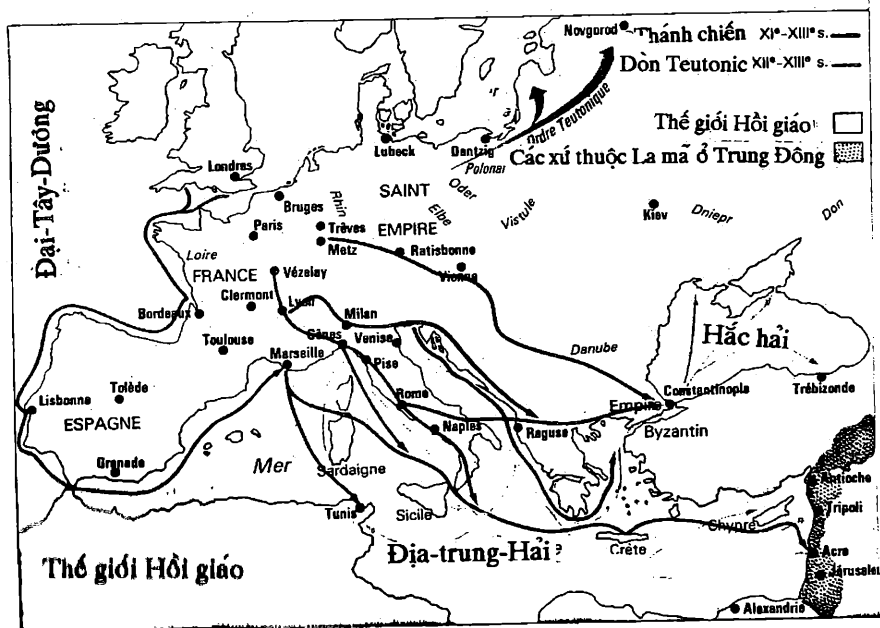 Novgorod
Thánh chiến XIᵉ-XIIIᵉ s.
Dòn Teutonic XIIᵉ-XIIIᵉ s.
Ordre Teutonique
Thế giới Hồi giáo
Các xứ thuộc La mã ở Trung Đông
Đại-Tây-Dướng
Londres
Lubeck
Dantzig
Polonai
Bruges
Rhin
SAINT
EMPIRE
Elbe
Oder
Vistule
Kiev
Dniepr
Don
Paris
Trèves
Metz
Ratisbonne
Vienne
Loire
FRANCE
Vézelay
Clermont
Lyon
Bordeaux
Milan
Toulouse
Gênes
Venise
Marseille
Pise
Danube
Hắc hải
Constantinople
Trébizonde
Lisbonne
Tolède
ESPAGNE
Rome
Empire
Byzantin
Naples
Raguse
Grenade
Mer
Sardaigne
Antioche
Tunis
Sicile
Chypre
Tripoli
Địa-trung-Hải
Crète
Acre
Thế giới Hồi giáo
Jérusalem
Alexandrie